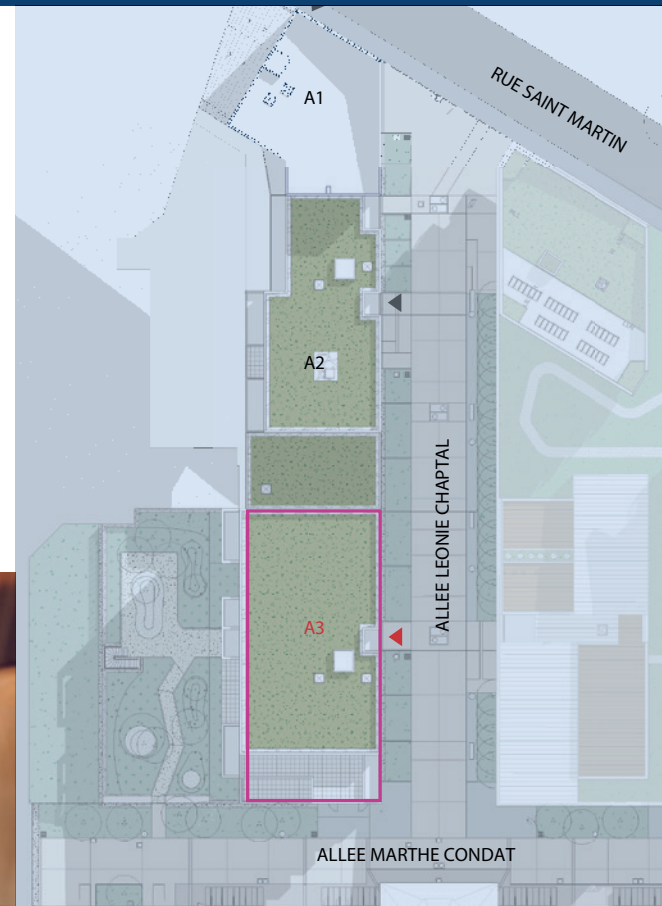 RUE SAINT MARTIN
A1
A2
ALLEE LEONIE CHAPTAL
A3
ALLEE MARTHE CONDAT